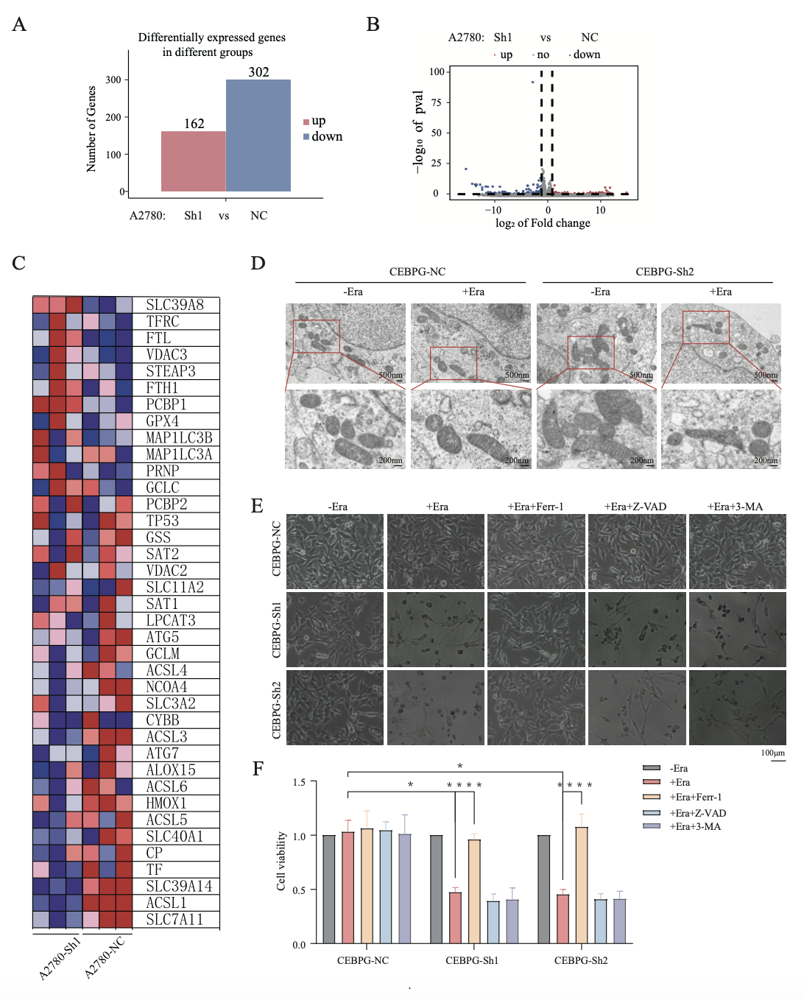 A
Differentially expressed genes
in different groups
Number of Genes
300
200
100
0
162
302
up
down
A2780: Sh1 vs NC
B
A2780: Sh1 vs NC
up no down
−log₁₀ of pval
100
75
50
25
0
−10 0 10
log₂ of Fold change
C
SLC39A8
TFRC
FTL
VDAC3
STEAP3
FTH1
PCBP1
GPX4
MAP1LC3B
MAP1LC3A
PRNP
GCLC
PCBP2
TP53
GSS
SAT2
VDAC2
SLC11A2
SAT1
LPCAT3
ATG5
GCLM
ACSL4
NCOA4
SLC3A2
CYBB
ACSL3
ATG7
ALOX15
ACSL6
HMOX1
ACSL5
SLC40A1
CP
TF
SLC39A14
ACSL1
SLC7A11
A2780-Sh1
A2780-NC
D
CEBPG-NC CEBPG-Sh2
-Era +Era -Era +Era
500nm 500nm 500nm 500nm
200nm 200nm 200nm 200nm
E
-Era +Era +Era+Ferr-1 +Era+Z-VAD +Era+3-MA
CEBPG-NC
CEBPG-Sh1
CEBPG-Sh2
100μm
F
Cell viability
1.5
1.0
0.5
0.0
*
* **** ****
CEBPG-NC CEBPG-Sh1 CEBPG-Sh2
-Era
+Era
+Era+Ferr-1
+Era+Z-VAD
+Era+3-MA